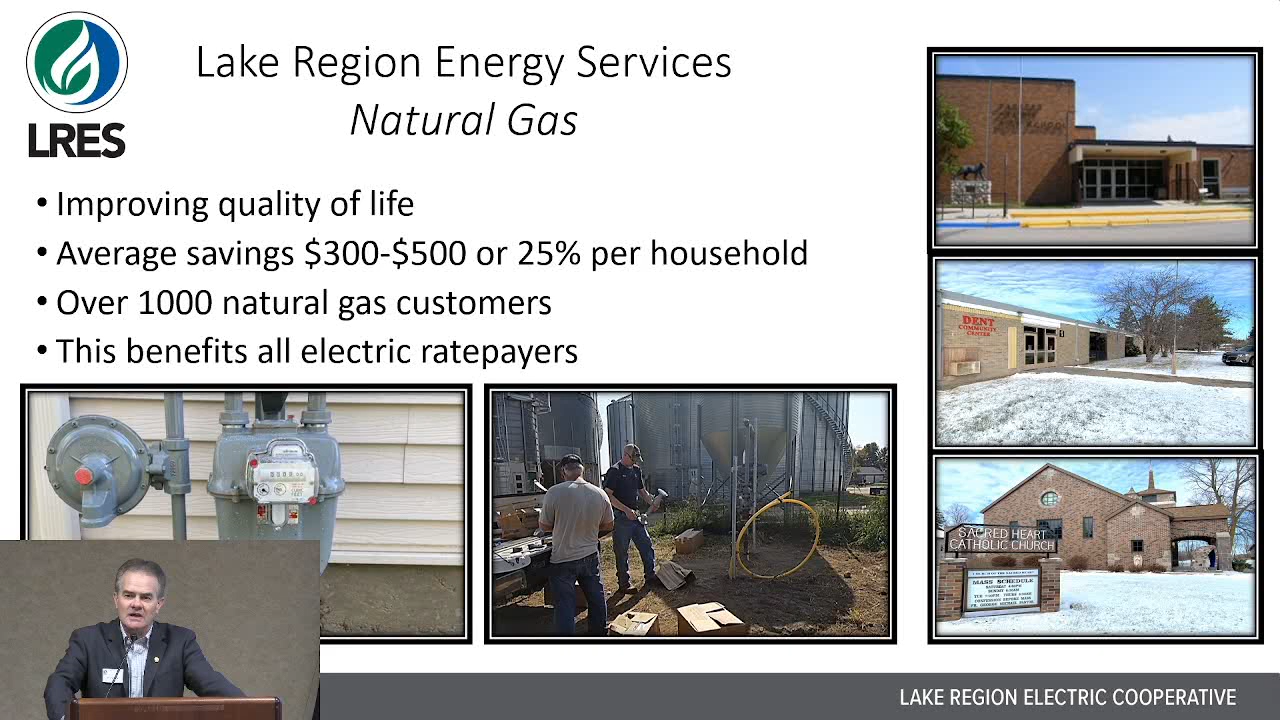 LRES
Lake Region Energy Services
Natural Gas
• Improving quality of life
• Average savings $300-$500 or 25% per household
• Over 1000 natural gas customers
• This benefits all electric ratepayers
DENT
COMMUNITY
CENTER
SACRED HEART
CATHOLIC CHURCH
MASS SCHEDULE
LAKE REGION ELECTRIC COOPERATIVE